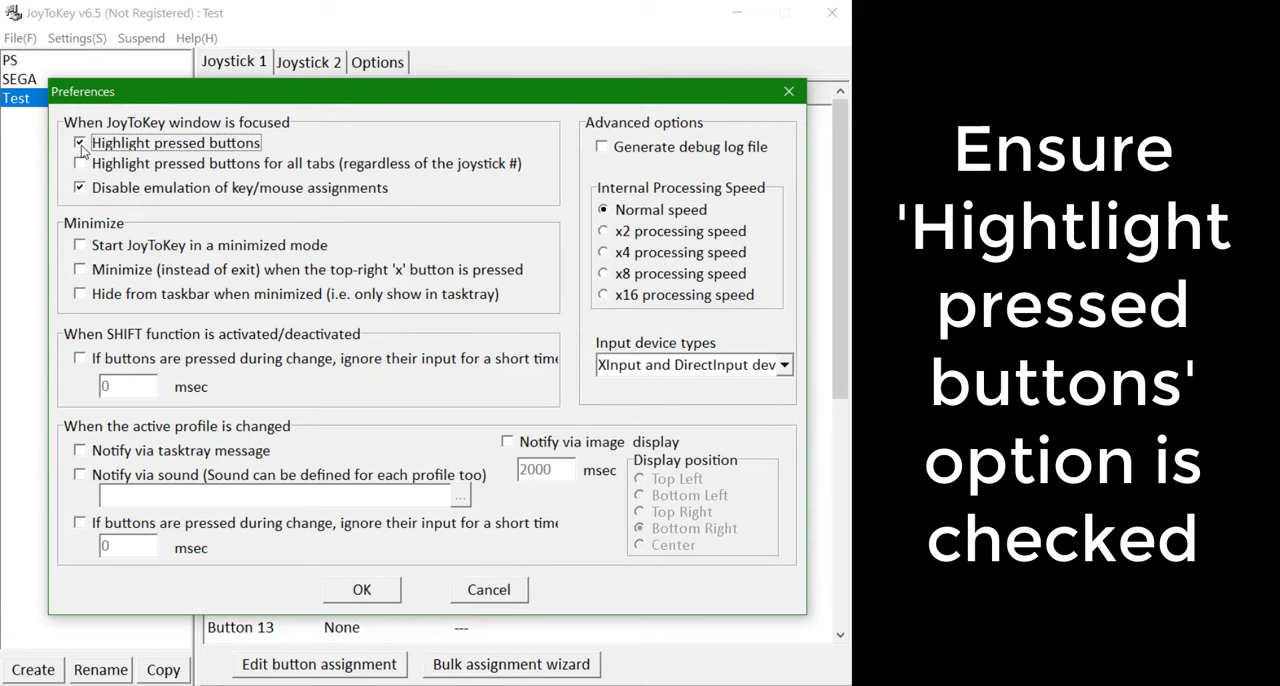 JoyToKey v6.5 (Not Registered) : Test
File(F) Settings(S) Suspend Help(H)
PS
SEGA
Test
Joystick 1 Joystick 2 Options
Preferences
When JoyToKey window is focused
Highlight pressed buttons
Highlight pressed buttons for all tabs (regardless of the joystick #)
Disable emulation of key/mouse assignments
Minimize
Start JoyToKey in a minimized mode
Minimize (instead of exit) when the top-right 'x' button is pressed
Hide from taskbar when minimized (i.e. only show in tasktray)
When SHIFT function is activated/deactivated
If buttons are pressed during change, ignore their input for a short time
0 msec
Advanced options
Generate debug log file
Internal Processing Speed
Normal speed
x2 processing speed
x4 processing speed
x8 processing speed
x16 processing speed
Input device types
XInput and DirectInput dev
When the active profile is changed
Notify via tasktray message
Notify via sound (Sound can be defined for each profile too)
...
If buttons are pressed during change, ignore their input for a short time
0 msec
Notify via image display
2000 msec
Display position
Top Left
Bottom Left
Top Right
Bottom Right
Center
OK Cancel
Button 13 None ---
Create Rename Copy
Edit button assignment Bulk assignment wizard
Ensure
'Hightlight
pressed
buttons'
option is
checked